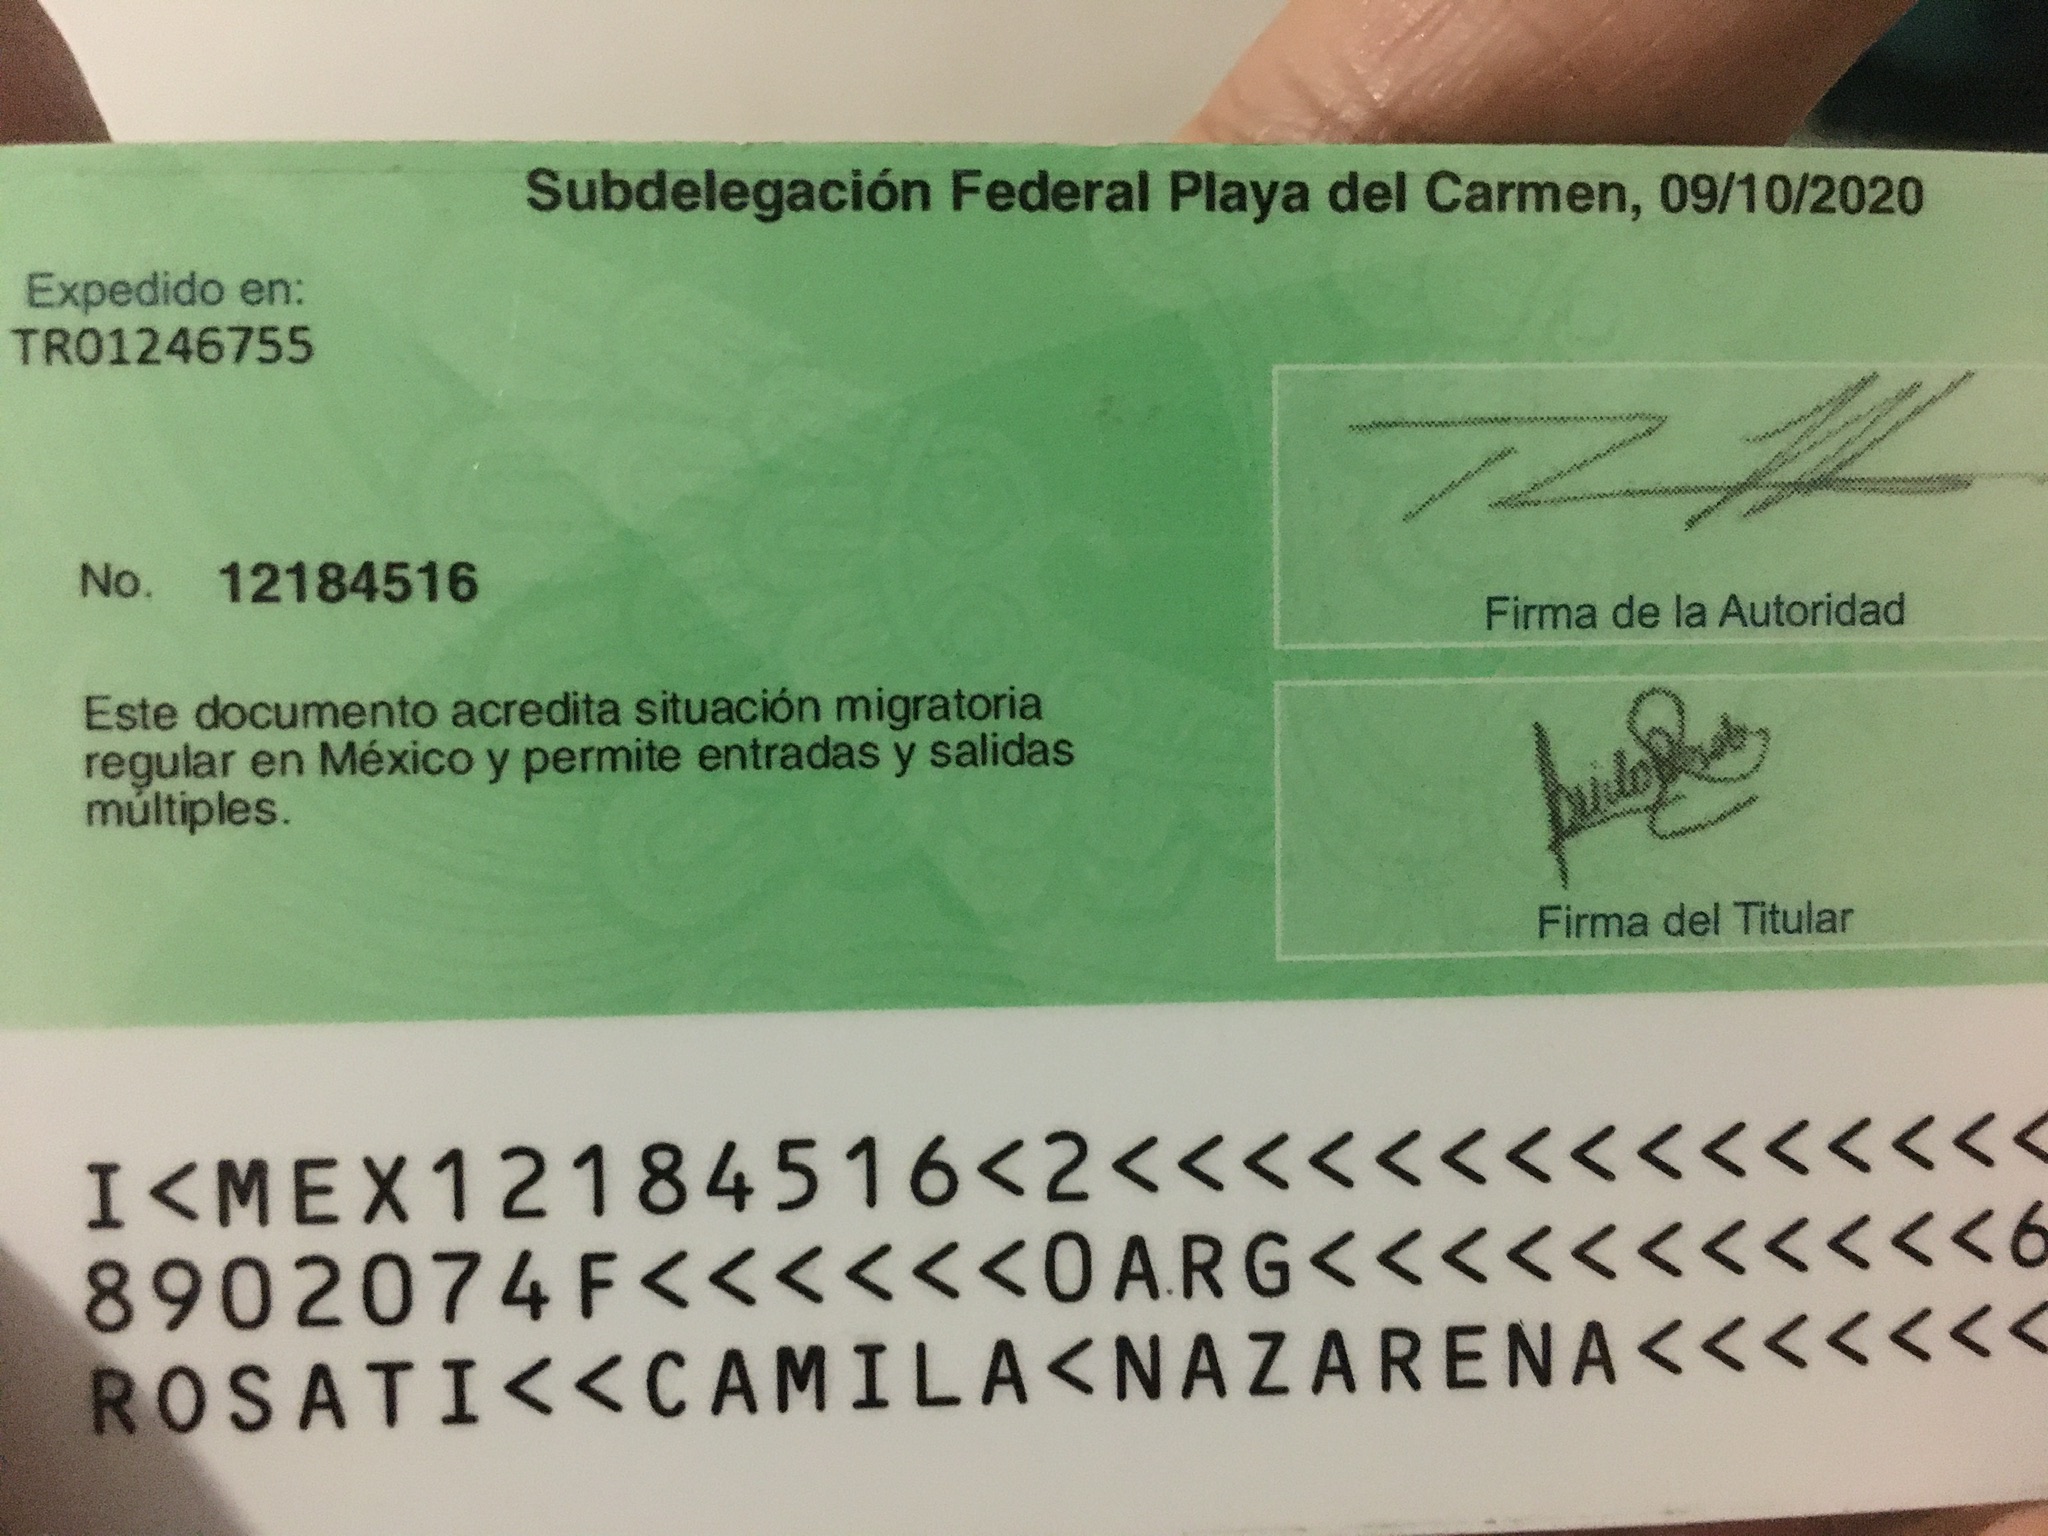 Subdelegación Federal Playa del Carmen, 09/10/2020
Expedido en:
TR01246755
No. 12184516
Este documento acredita situación migratoria
regular en México y permite entradas y salidas
múltiples.
Firma de la Autoridad
Firma del Titular
I<MEX12184516<2<<<<<<<<<<<<<<<
8902074F<<<<<<0ARG<<<<<<<<<<<6
ROSATI<<CAMILA<NAZARENA<<<<<<<